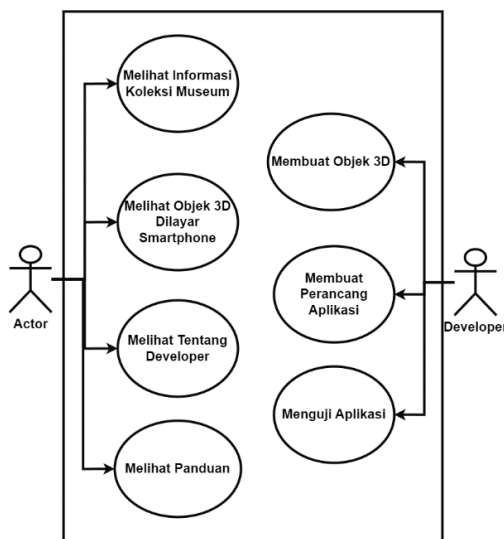 Melihat Informasi
Koleksi Museum
Melihat Objek 3D
Dilayar
Smartphone
Actor
Melihat Tentang
Developer
Melihat Panduan
Membuat Objek 3D
Membuat
Perancang
Aplikasi
Developer
Menguji Aplikasi